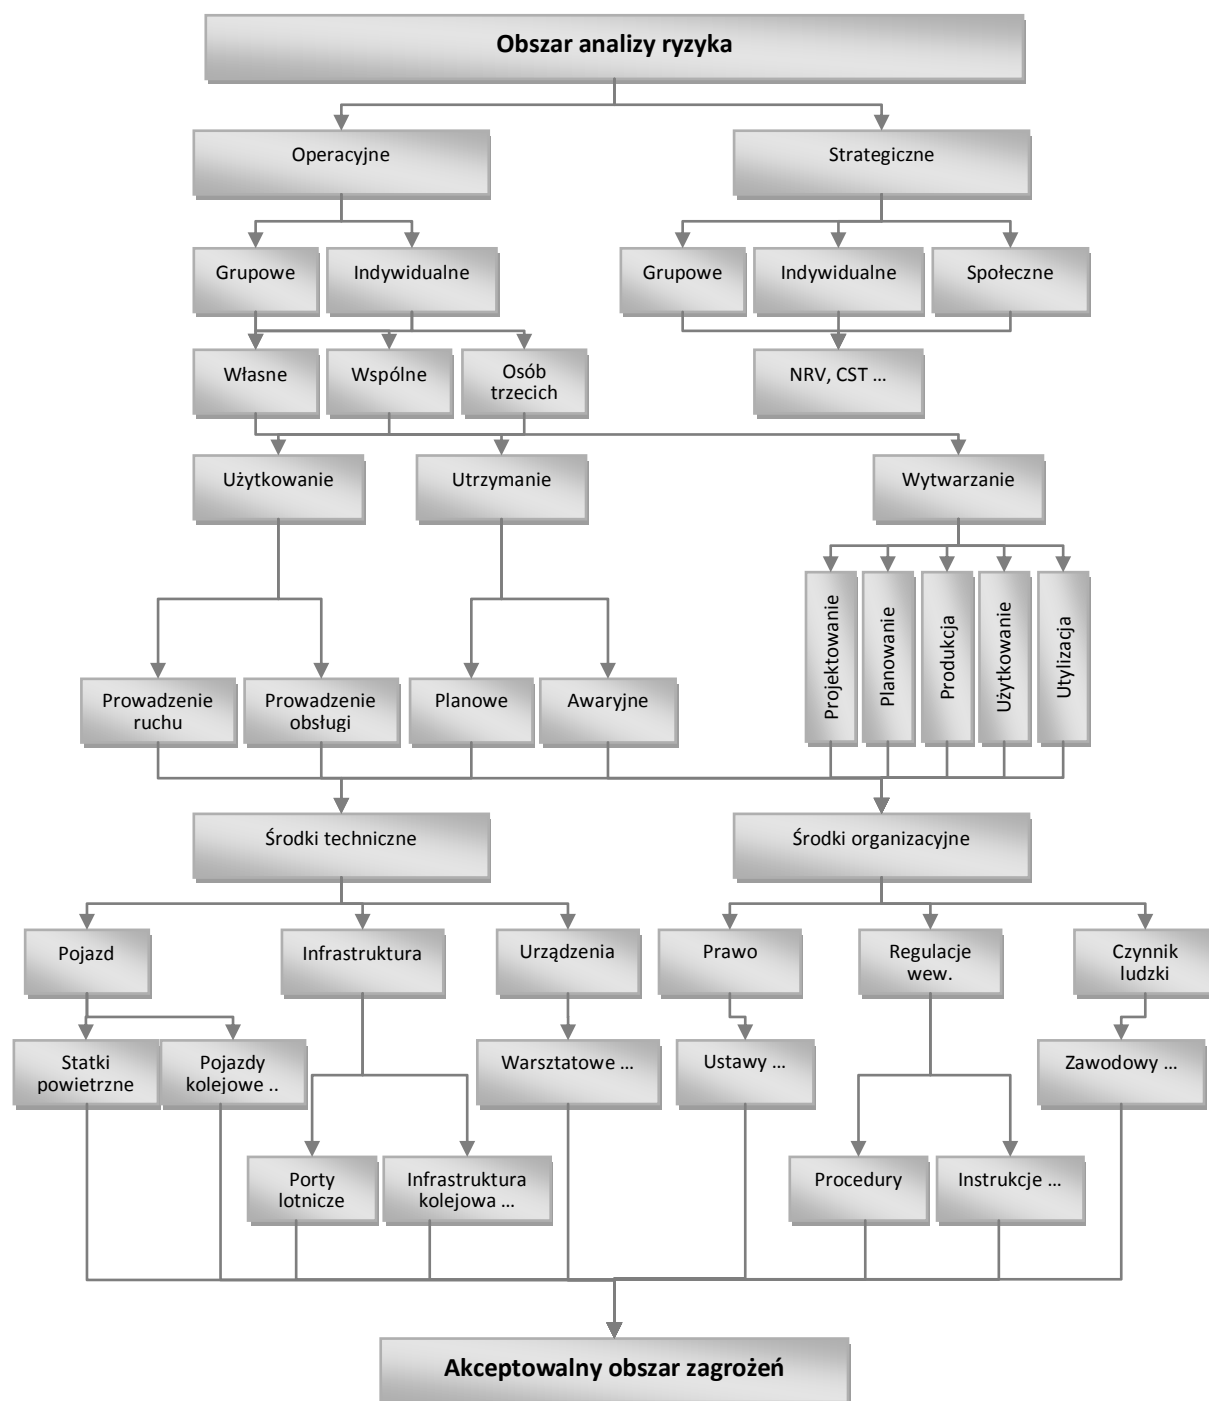 Obszar analizy ryzyka
Operacyjne
Strategiczne
Grupowe
Indywidualne
Grupowe
Indywidualne
Społeczne
Własne
Wspólne
Osób
trzecich
NRV, CST ...
Użytkowanie
Utrzymanie
Wytwarzanie
Projektowanie
Planowanie
Produkcja
Użytkowanie
Utylizacja
Prowadzenie
ruchu
Prowadzenie
obsługi
Planowe
Awaryjne
Środki techniczne
Środki organizacyjne
Pojazd
Infrastruktura
Urządzenia
Prawo
Regulacje
wew.
Czynnik
ludzki
Statki
powietrzne
Pojazdy
kolejowe ..
Warsztatowe ...
Ustawy ...
Zawodowy ...
Porty
lotnicze
Infrastruktura
kolejowa ...
Procedury
Instrukcje ...
Akceptowalny obszar zagrożeń